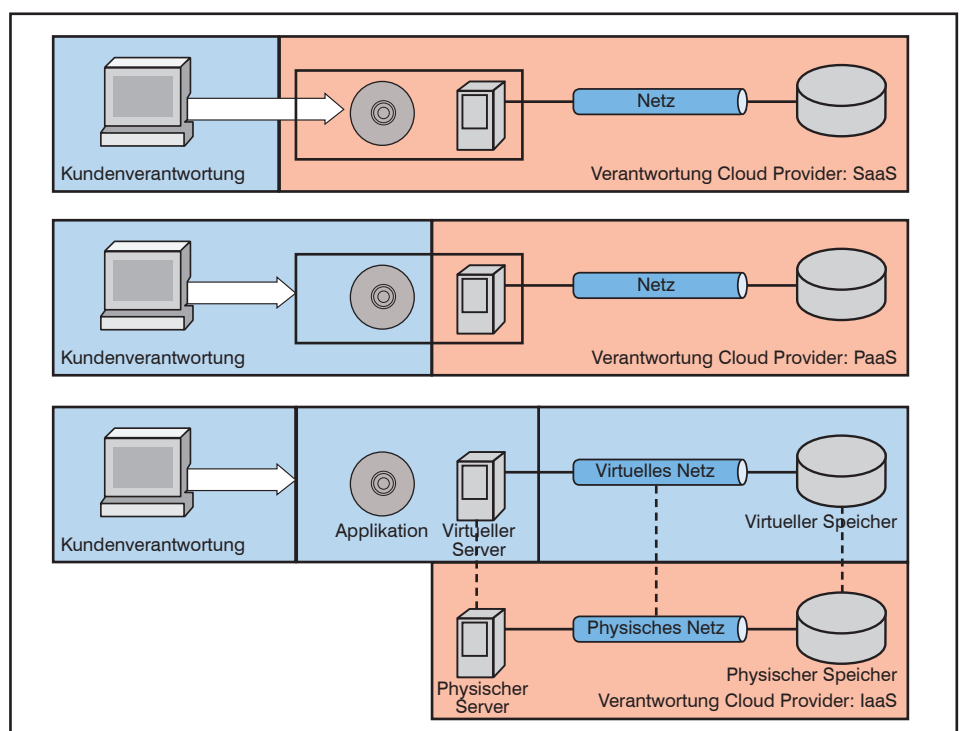 Netz
Kundenverantwortung
Verantwortung Cloud Provider: SaaS
Netz
Kundenverantwortung
Verantwortung Cloud Provider: PaaS
Virtuelles Netz
Applikation
Virtueller
Server
Virtueller Speicher
Kundenverantwortung
Physisches Netz
Physischer
Server
Physischer Speicher
Verantwortung Cloud Provider: IaaS